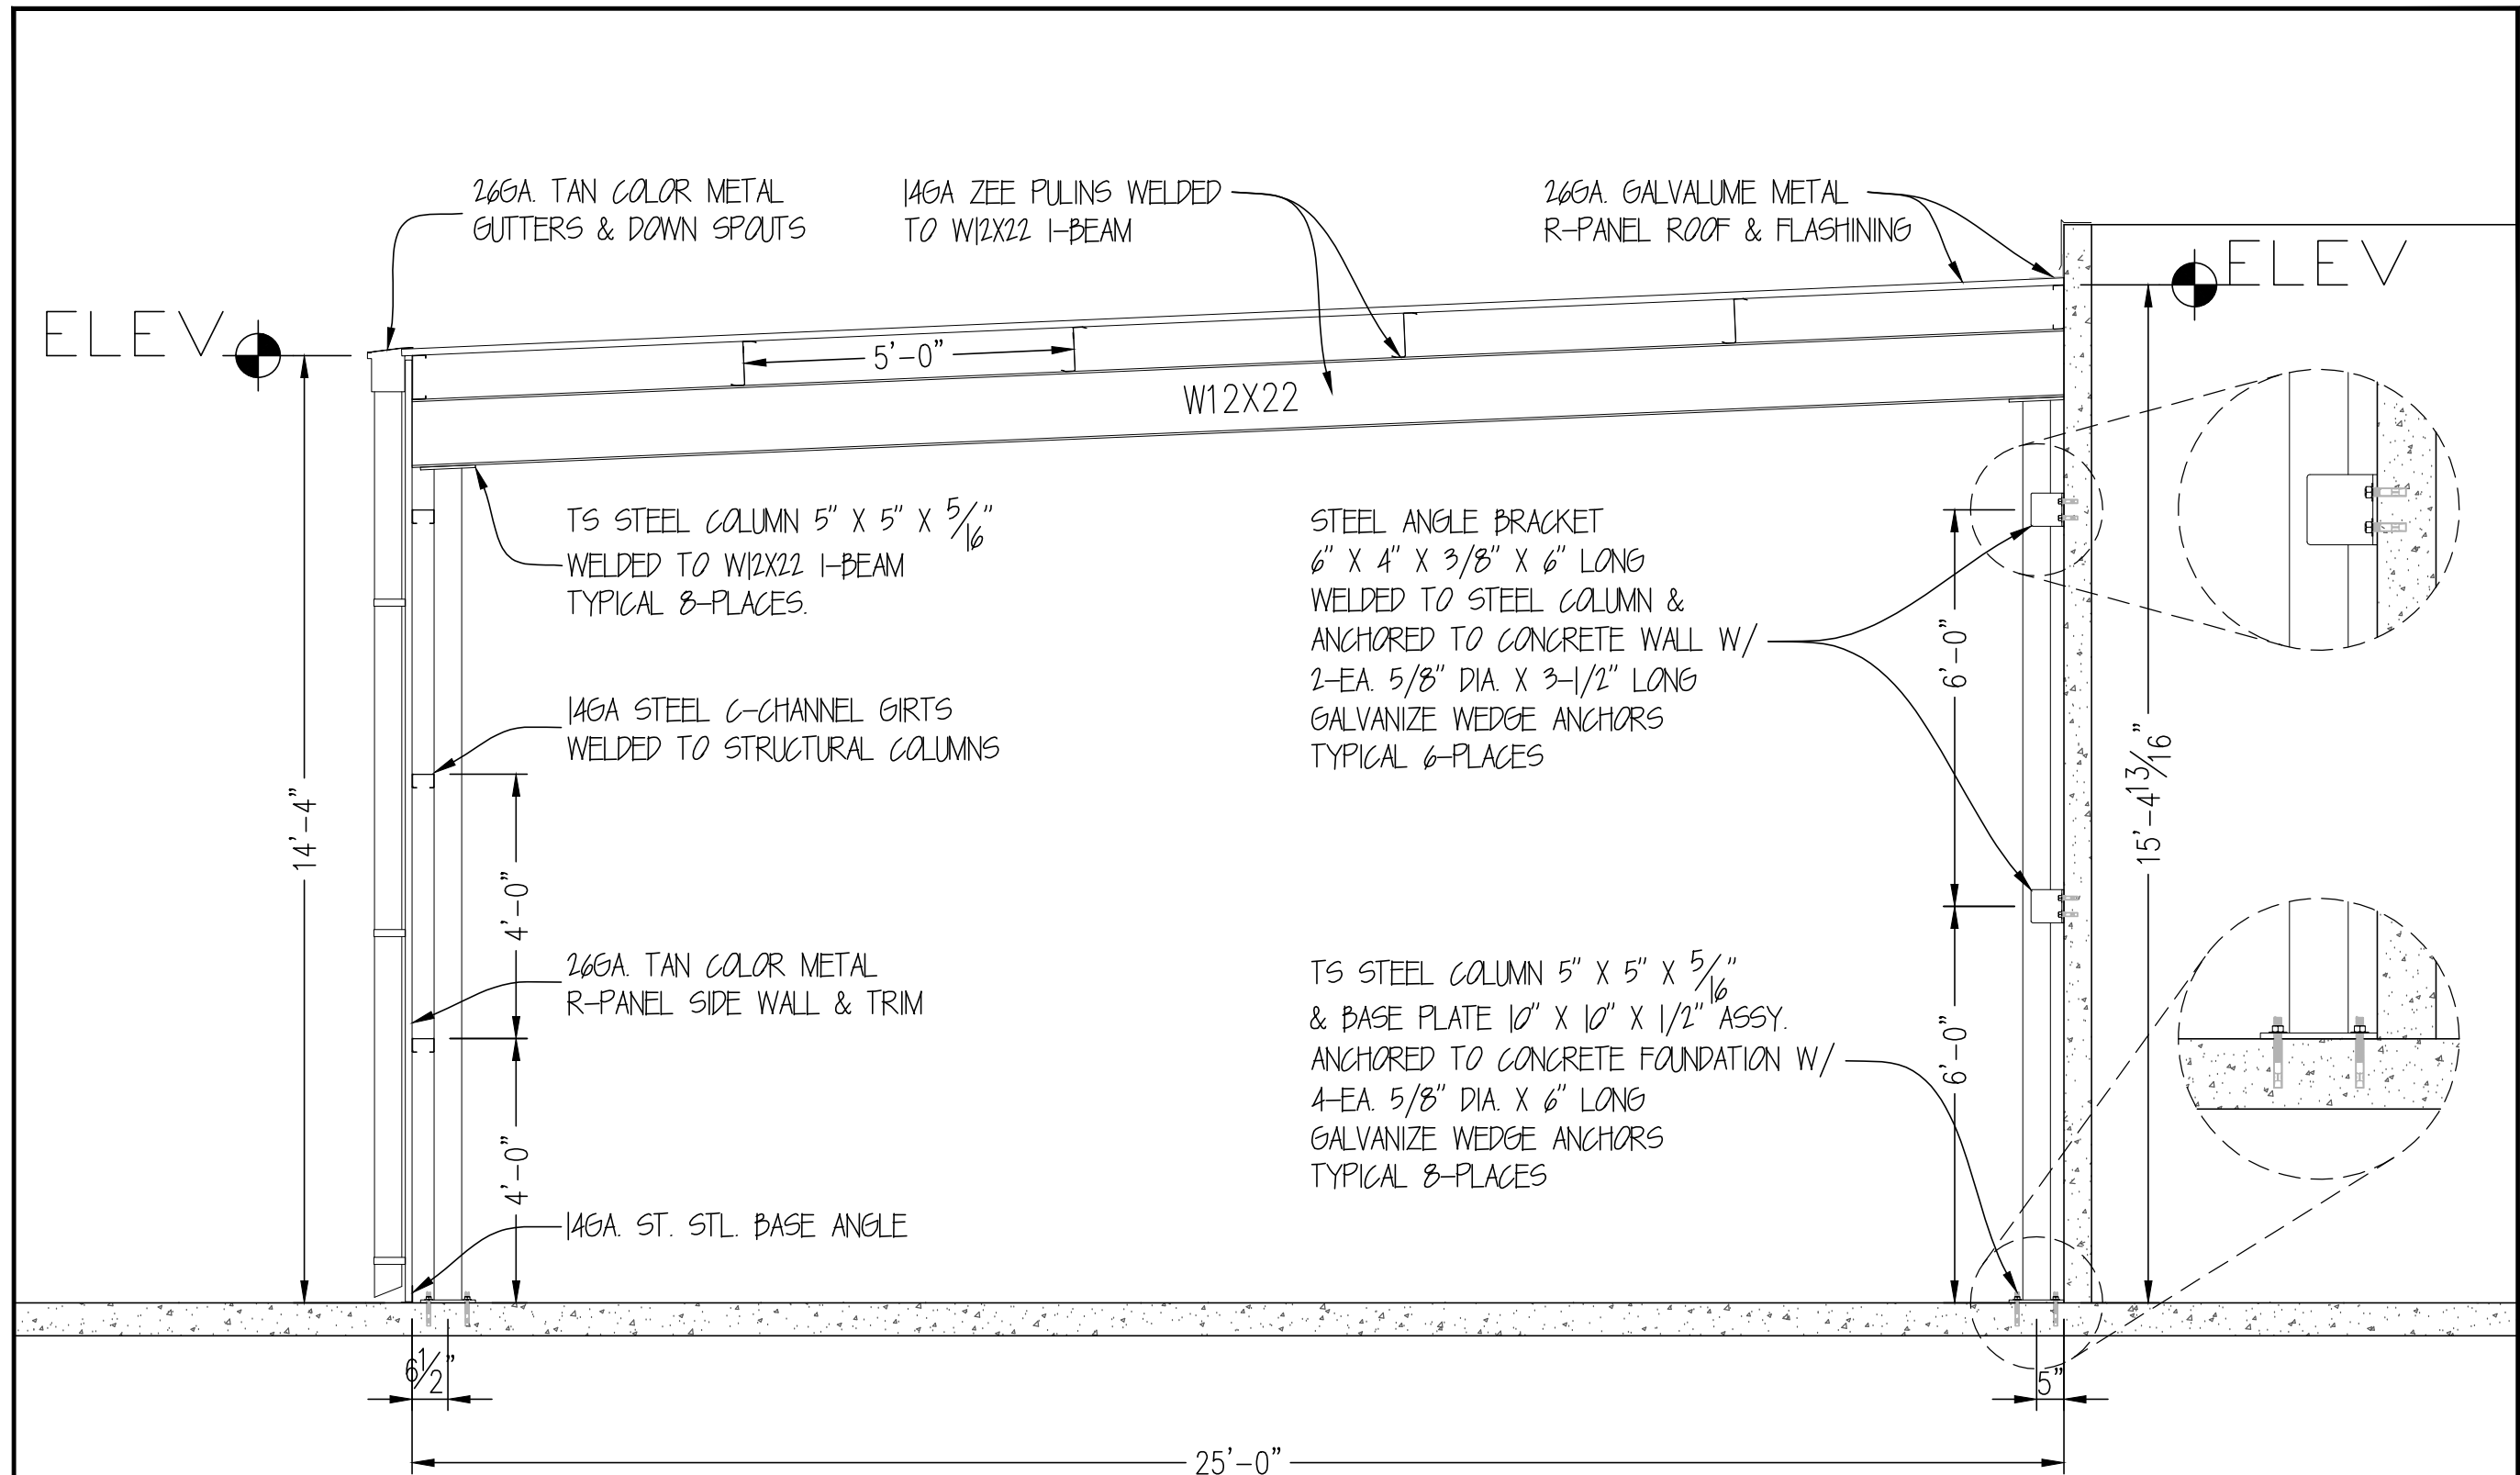 26GA. TAN COLOR METAL
GUTTERS & DOWN SPOUTS
14GA ZEE PULINS WELDED
TO W12X22 I-BEAM
26GA. GALVALUME METAL
R-PANEL ROOF & FLASHINING
ELEV
ELEV
5'-0"
W12X22
TS STEEL COLUMN 5" X 5" X 5/16"
WELDED TO W12X22 I-BEAM
TYPICAL 8-PLACES.
STEEL ANGLE BRACKET
6" X 4" X 3/8" X 6" LONG
WELDED TO STEEL COLUMN &
ANCHORED TO CONCRETE WALL W/
2-EA. 5/8" DIA. X 3-1/2" LONG
GALVANIZE WEDGE ANCHORS
TYPICAL 6-PLACES
6'-0"
14GA STEEL C-CHANNEL GIRTS
WELDED TO STRUCTURAL COLUMNS
14'-4"
15'-4 13/16"
4'-0"
26GA. TAN COLOR METAL
R-PANEL SIDE WALL & TRIM
TS STEEL COLUMN 5" X 5" X 5/16"
& BASE PLATE 10" X 10" X 1/2" ASSY.
ANCHORED TO CONCRETE FOUNDATION W/
4-EA. 5/8" DIA. X 6" LONG
GALVANIZE WEDGE ANCHORS
TYPICAL 8-PLACES
6'-0"
4'-0"
14GA. ST. STL. BASE ANGLE
6 1/2"
5"
25'-0"